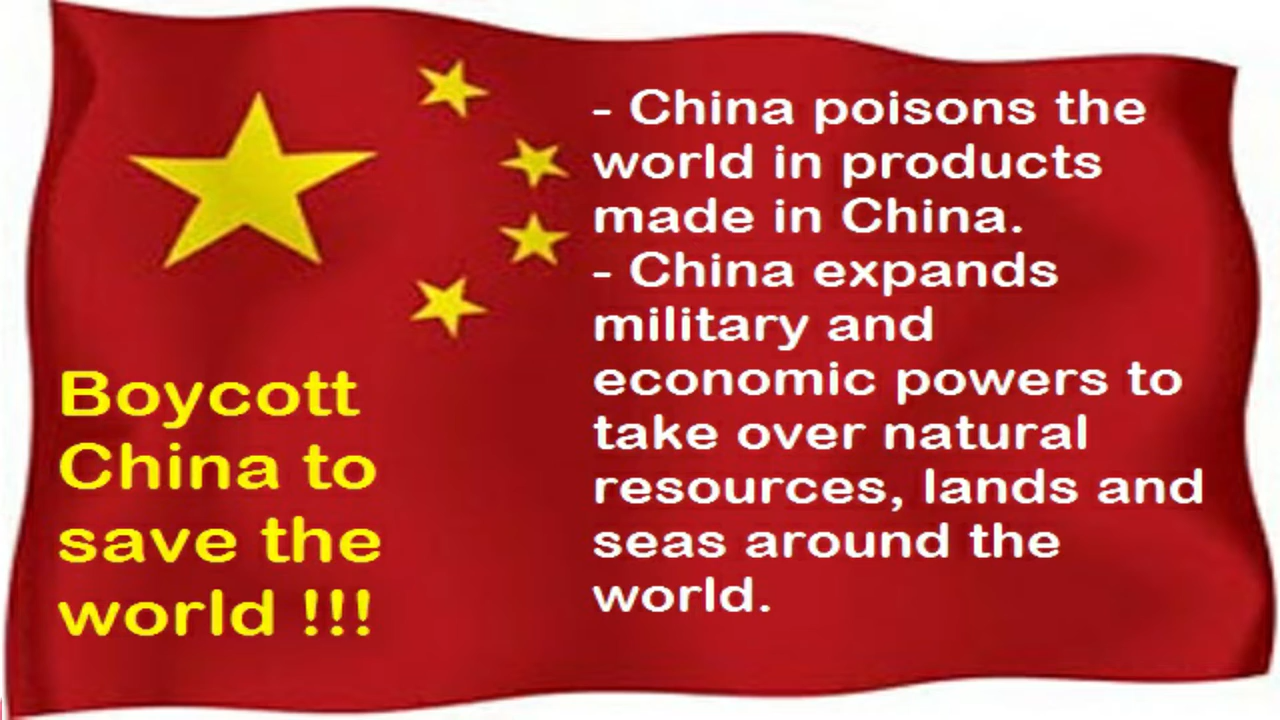 Boycott
China to
save the
world !!!
- China poisons the
world in products
made in China.
- China expands
military and
economic powers to
take over natural
resources, lands and
seas around the
world.